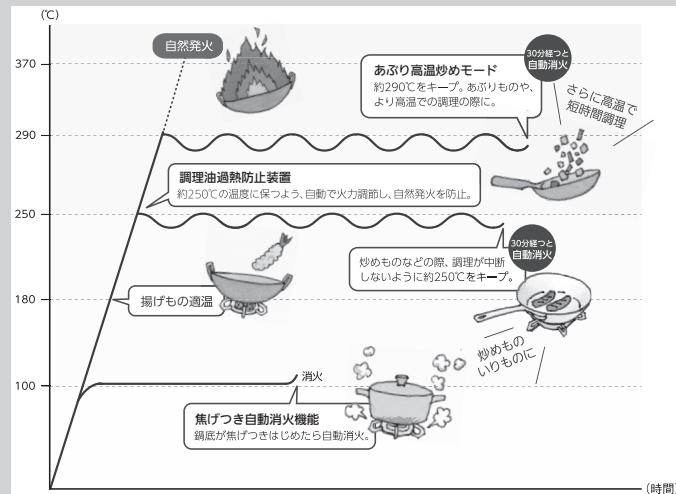 (℃)
自然発火
370
30分経つと
自動消火
あぶり高温炒めモード
約290℃をキープ。あぶりものや、
より高温での調理の際に。
さらに高温で
短時間調理
290
調理油過熱防止装置
約250℃の温度に保つよう、自動で火力調節し、自然発火を防止。
250
30分経つと
自動消火
炒めものなどの際、調理が中断
しないように約250℃をキープ。
揚げもの適温
180
炒めもの
いりものに
100
消火
焦げつき自動消火機能
鍋底が焦げつきはじめたら自動消火。
(時間)